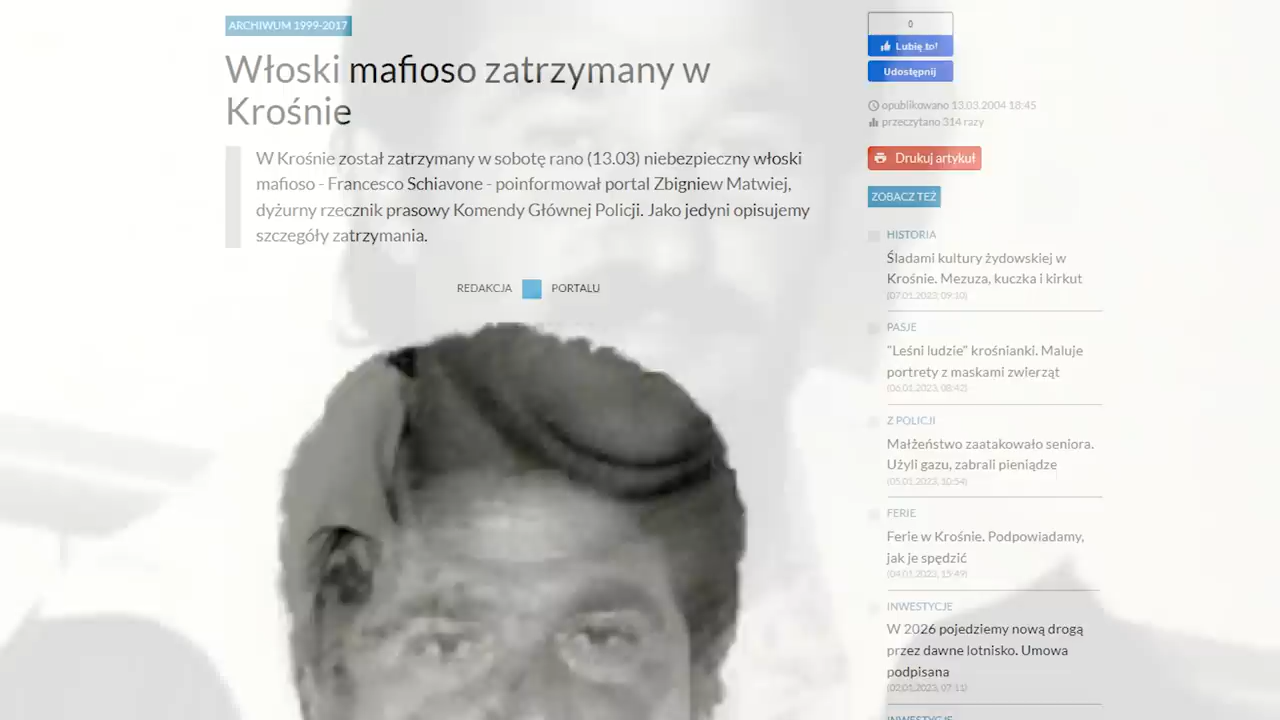 ARCHIWUM 1999-2017
Włoski mafioso zatrzymany w
Krośnie
W Krośnie został zatrzymany w sobotę rano (13.03) niebezpieczny włoski
mafioso - Francesco Schiavone - poinformował portal Zbigniew Matwiej,
dyżurny rzecznik prasowy Komendy Głównej Policji. Jako jedyni opisujemy
szczegóły zatrzymania.
REDAKCJA PORTALU
0
Lubię to!
Udostępnij
opublikowano 13.03.2004 18:45
przeczytano 314 razy
Drukuj artykuł
ZOBACZ TEŻ
HISTORIA
Śladami kultury żydowskiej w
Krośnie. Mezuza, kuczka i kirkut
(07.01.2023, 09:10)
PASJE
"Leśni ludzie" krośnianki. Maluje
portrety z maskami zwierząt
(06.01.2023, 08:42)
Z POLICJI
Małżeństwo zaatakowało seniora.
Użyli gazu, zabrali pieniądze
(05.01.2023, 10:54)
FERIE
Ferie w Krośnie. Podpowiadamy,
jak je spędzić
(04.01.2023, 15:49)
INWESTYCJE
W 2026 pojedziemy nową drogą
przez dawne lotnisko. Umowa
podpisana
(02.01.2023, 07:11)
INWESTYCJE